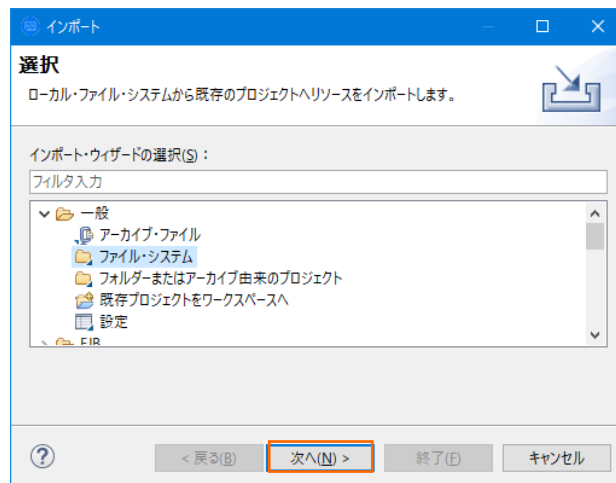 インポート
選択
ローカル・ファイル・システムから既存のプロジェクトへリソースをインポートします。
インポート・ウィザードの選択(S)：
フィルタ入力
一般
アーカイブ・ファイル
ファイル・システム
フォルダーまたはアーカイブ由来のプロジェクト
既存プロジェクトをワークスペースへ
設定
EJB
< 戻る(B) 次へ(N) > 終了(F) キャンセル